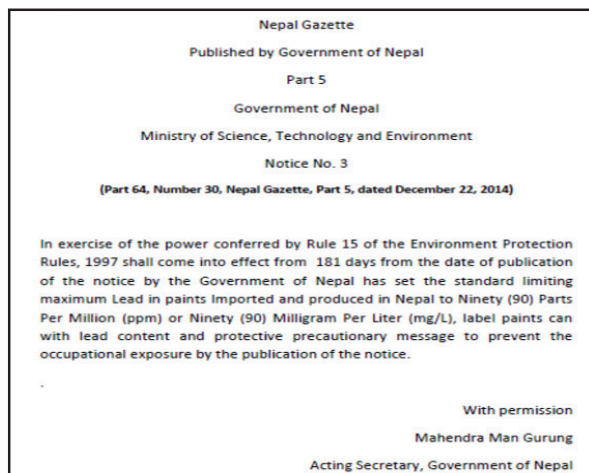 Nepal Gazette
Published by Government of Nepal
Part 5
Government of Nepal
Ministry of Science, Technology and Environment
Notice No. 3
(Part 64, Number 30, Nepal Gazette, Part 5, dated December 22, 2014)
In exercise of the power conferred by Rule 15 of the Environment Protection
Rules, 1997 shall come into effect from 181 days from the date of publication
of the notice by the Government of Nepal has set the standard limiting
maximum Lead in paints Imported and produced in Nepal to Ninety (90) Parts
Per Million (ppm) or Ninety (90) Milligram Per Liter (mg/L), label paints can
with lead content and protective precautionary message to prevent the
occupational exposure by the publication of the notice.
.
With permission
Mahendra Man Gurung
Acting Secretary, Government of Nepal